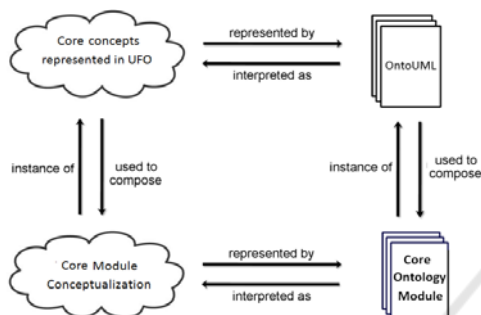 Core concepts
represented in UFO
represented by
interpreted as
OntoUML
instance of
used to
compose
instance of
used to
compose
Core Module
Conceptualization
represented by
interpreted as
Core
Ontology
Module